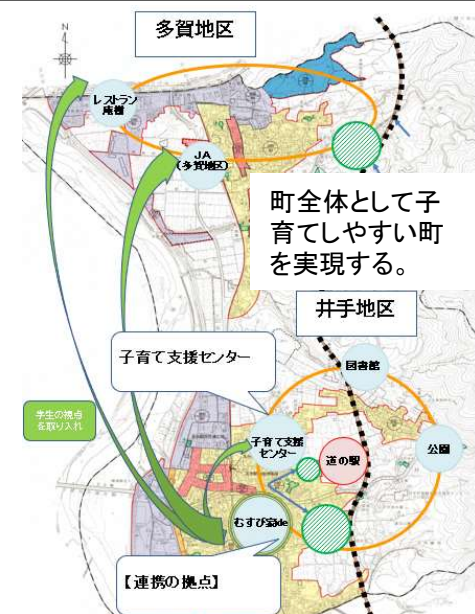 多賀地区
レストラン
庵樹
JA
(多賀地区)
町全体として子
育てしやすい町
を実現する。
井手地区
子育て支援センター
図書館
学生の視点
を取り入れ
子育て支援
センター
道の駅
公園
むすび家de
【連携の拠点】